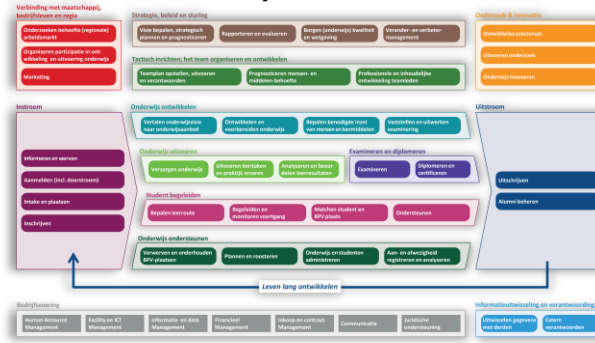 Verbinding met maatschappij,
bedrijfsleven en regio
Onderzoeken behoefte (regionale)
arbeidsmarkt
Organiseren participatie in ont-
wikkeling en uitvoering onderwijs
Marketing
Strategie, beleid en sturing
Visie bepalen, strategisch
plannen en prognosticeren
Rapporteren en evalueren
Borgen (onderwijs) kwaliteit
en wetgeving
Verander- en verbeter-
management
Tactisch inrichten; het team organiseren en ontwikkelen
Teamplan opstellen, uitvoeren
en verantwoorden
Prognosticeren mensen- en
middelen-behoefte
Professionele en inhoudelijke
ontwikkeling teamleden
Onderzoek & innovatie
Ontwikkelen practoraat
Uitvoeren onderzoek
Onderwijs innoveren
Instroom
Informeren en werven
Aanmelden (incl. doorstroom)
Intake en plaatsen
Inschrijven
Onderwijs ontwikkelen
Vertalen onderwijsvisie
naar onderwijsaanbod
Ontwikkelen en
voorbereiden onderwijs
Bepalen benodigde inzet
van mensen en leermiddelen
Vaststellen en uitwerken
examinering
Onderwijs uitvoeren
Verzorgen onderwijs
Uitvoeren leertaken
en praktijk ervaren
Analyseren en beoor-
delen leerresultaten
Examineren en diplomeren
Examineren
Diplomeren en
certificeren
Student begeleiden
Bepalen leerroute
Begeleiden en
monitoren voortgang
Matchen student en
BPV plaats
Ondersteunen
Onderwijs ondersteunen
Verwerven en onderhouden
BPV-plaatsen
Plannen en roosteren
Onderwijs en studenten
administreren
Aan- en afwezigheid
registreren en analyseren
Uitstroom
Uitschrijven
Alumni beheren
Leven lang ontwikkelen
Bedrijfsvoering
Human Resource
Management
Facility en ICT
Management
Informatie en data
Management
Financieel
Management
Inkoop en contract
Management
Communicatie
Juridische
ondersteuning
Informatieuitwisseling en verantwoording
Uitwisselen gegevens
met derden
Extern
verantwoorden